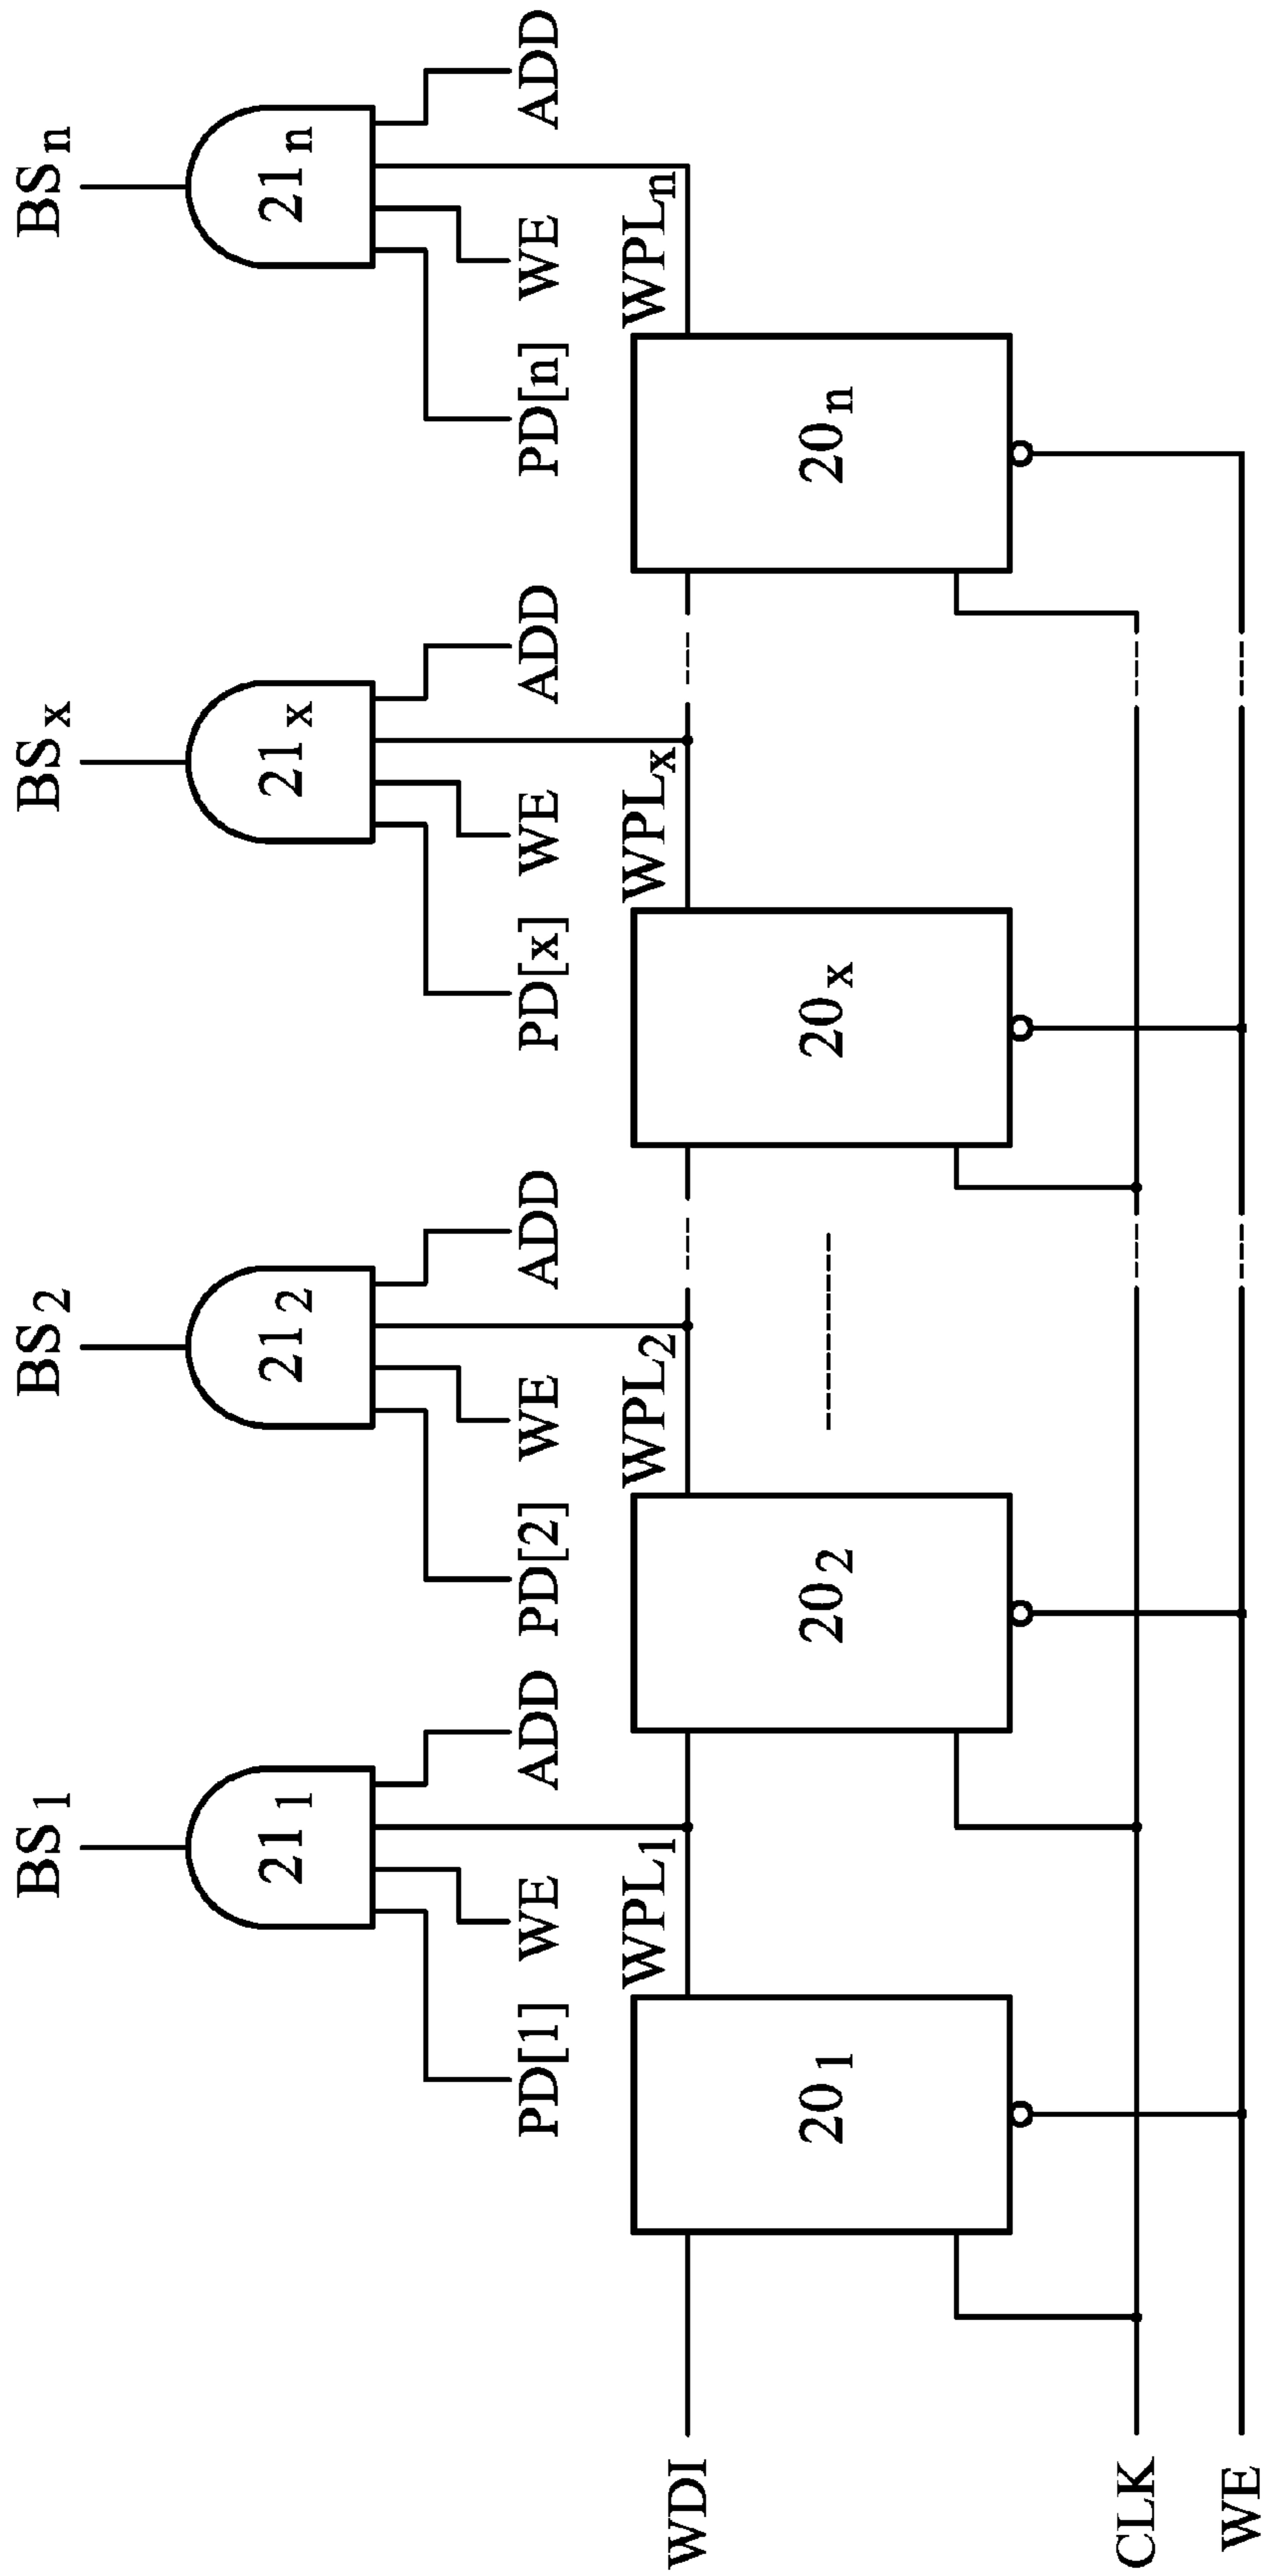 BS1 BS2 BSx BSn
211 212 21x 21n
PD[1] WE ADD PD[2] WE ADD PD[x] WE ADD PD[n] WE ADD
WPL1 WPL2 WPLx WPLn
WDI
201 202 20x 20n
CLK
WE